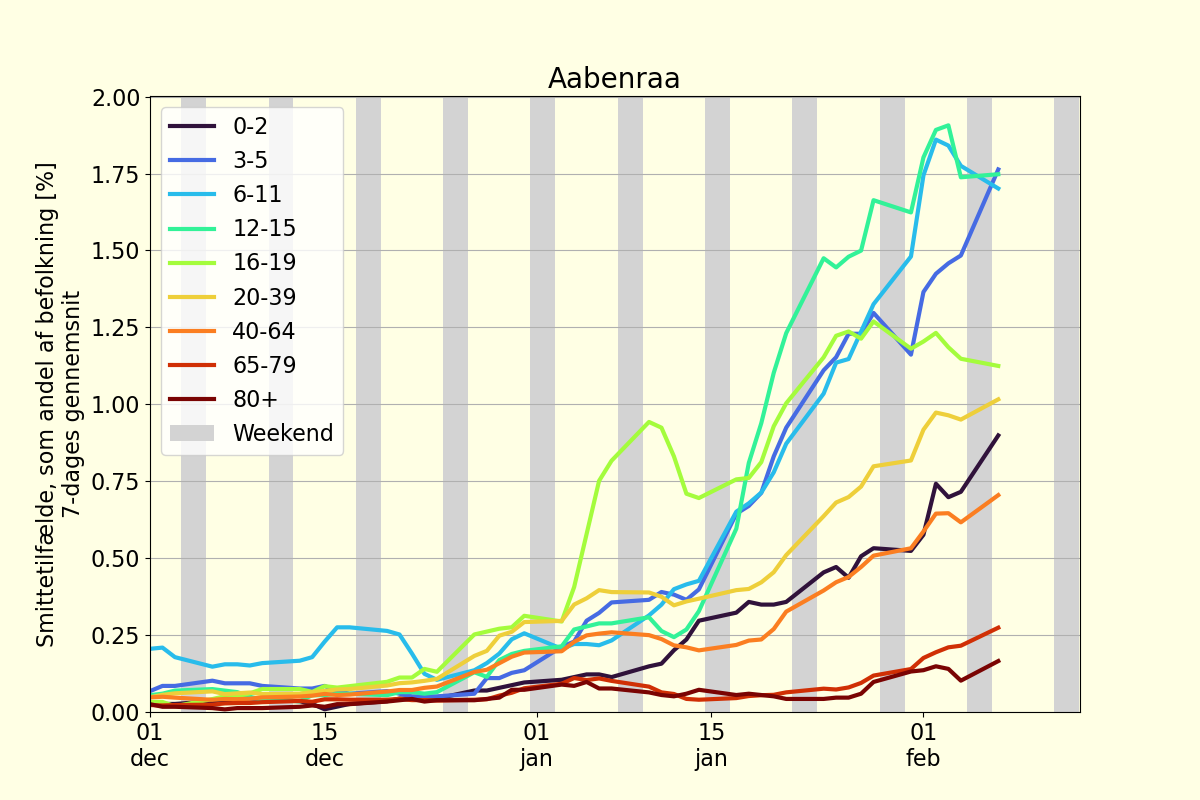 Aabenraa
Smittetilfælde, som andel af befolkning [%]
7-dages gennemsnit
2.00
1.75
1.50
1.25
1.00
0.75
0.50
0.25
0.00
0-2
3-5
6-11
12-15
16-19
20-39
40-64
65-79
80+
Weekend
01
dec
15
dec
01
jan
15
jan
01
feb